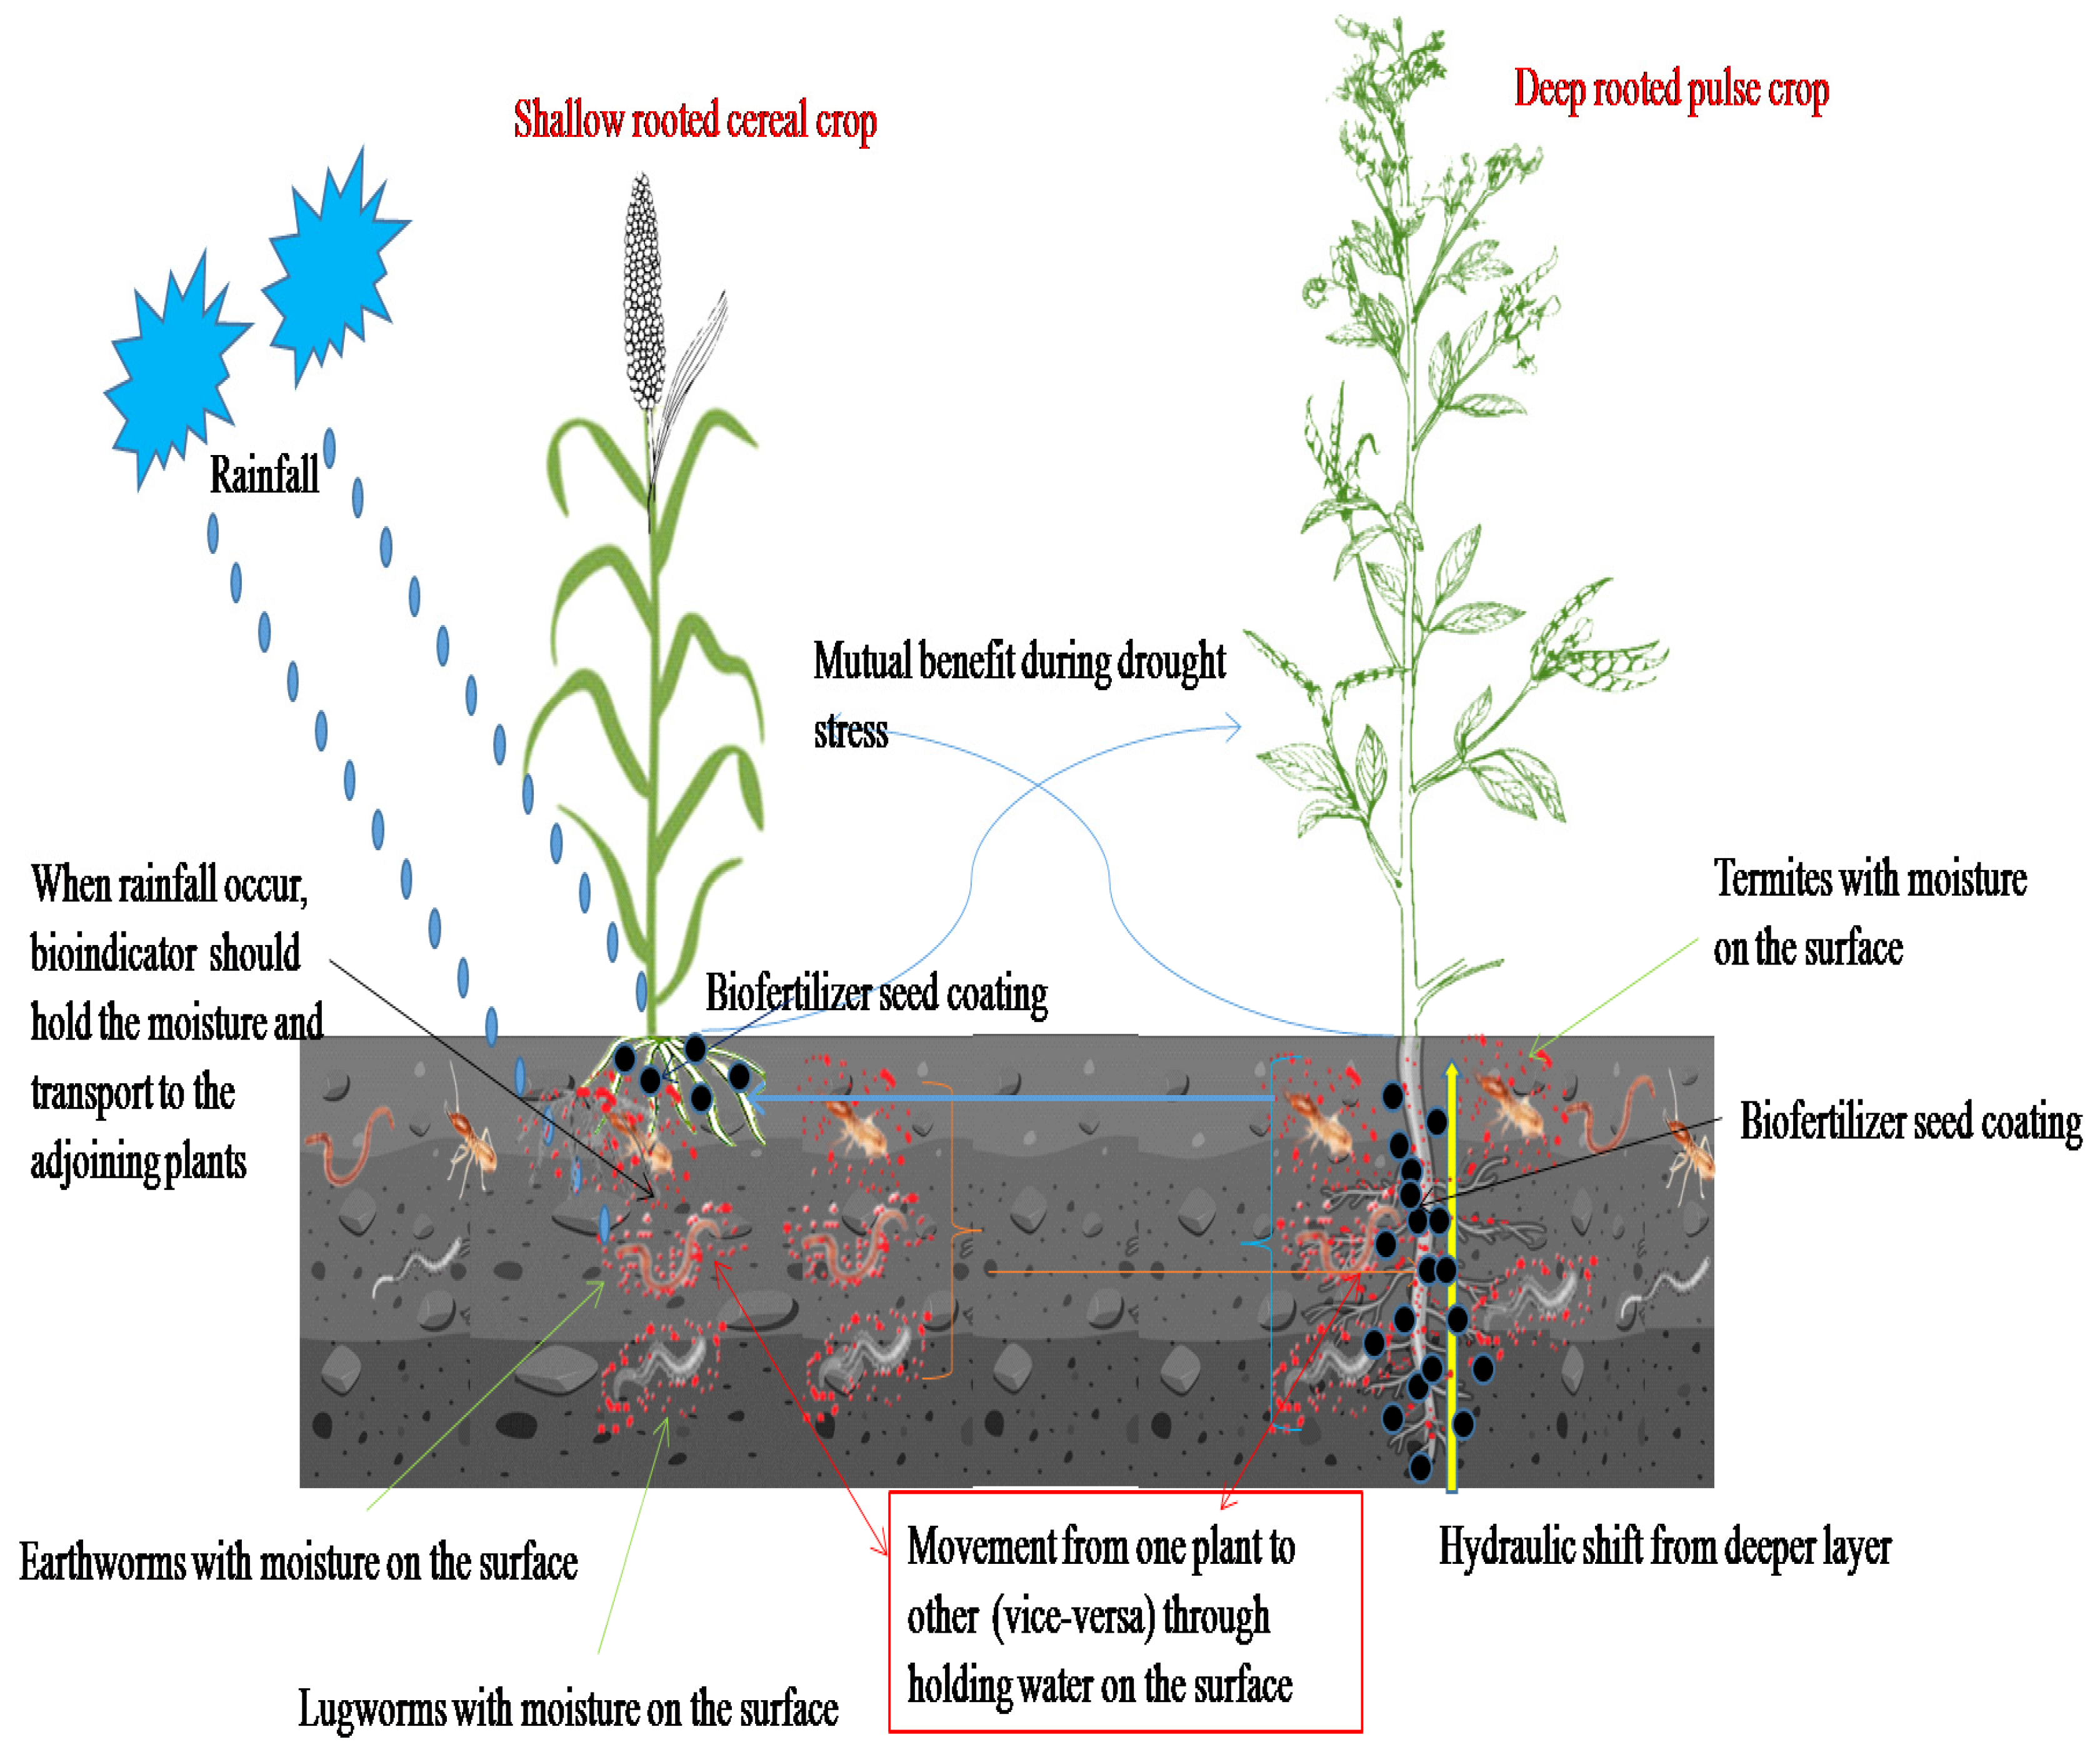 Deep rooted pulse crop
Shallow rooted cereal crop
Rainfall
Mutual benefit during drought
stress
When rainfall occur,
bioindicator should
hold the moisture and
transport to the
adjoining plants
Termites with moisture
on the surface
Biofertilizer seed coating
Biofertilizer seed coating
Earthworms with moisture on the surface
Lugworms with moisture on the surface
Movement from one plant to
other (vice-versa) through
holding water on the surface
Hydraulic shift from deeper layer